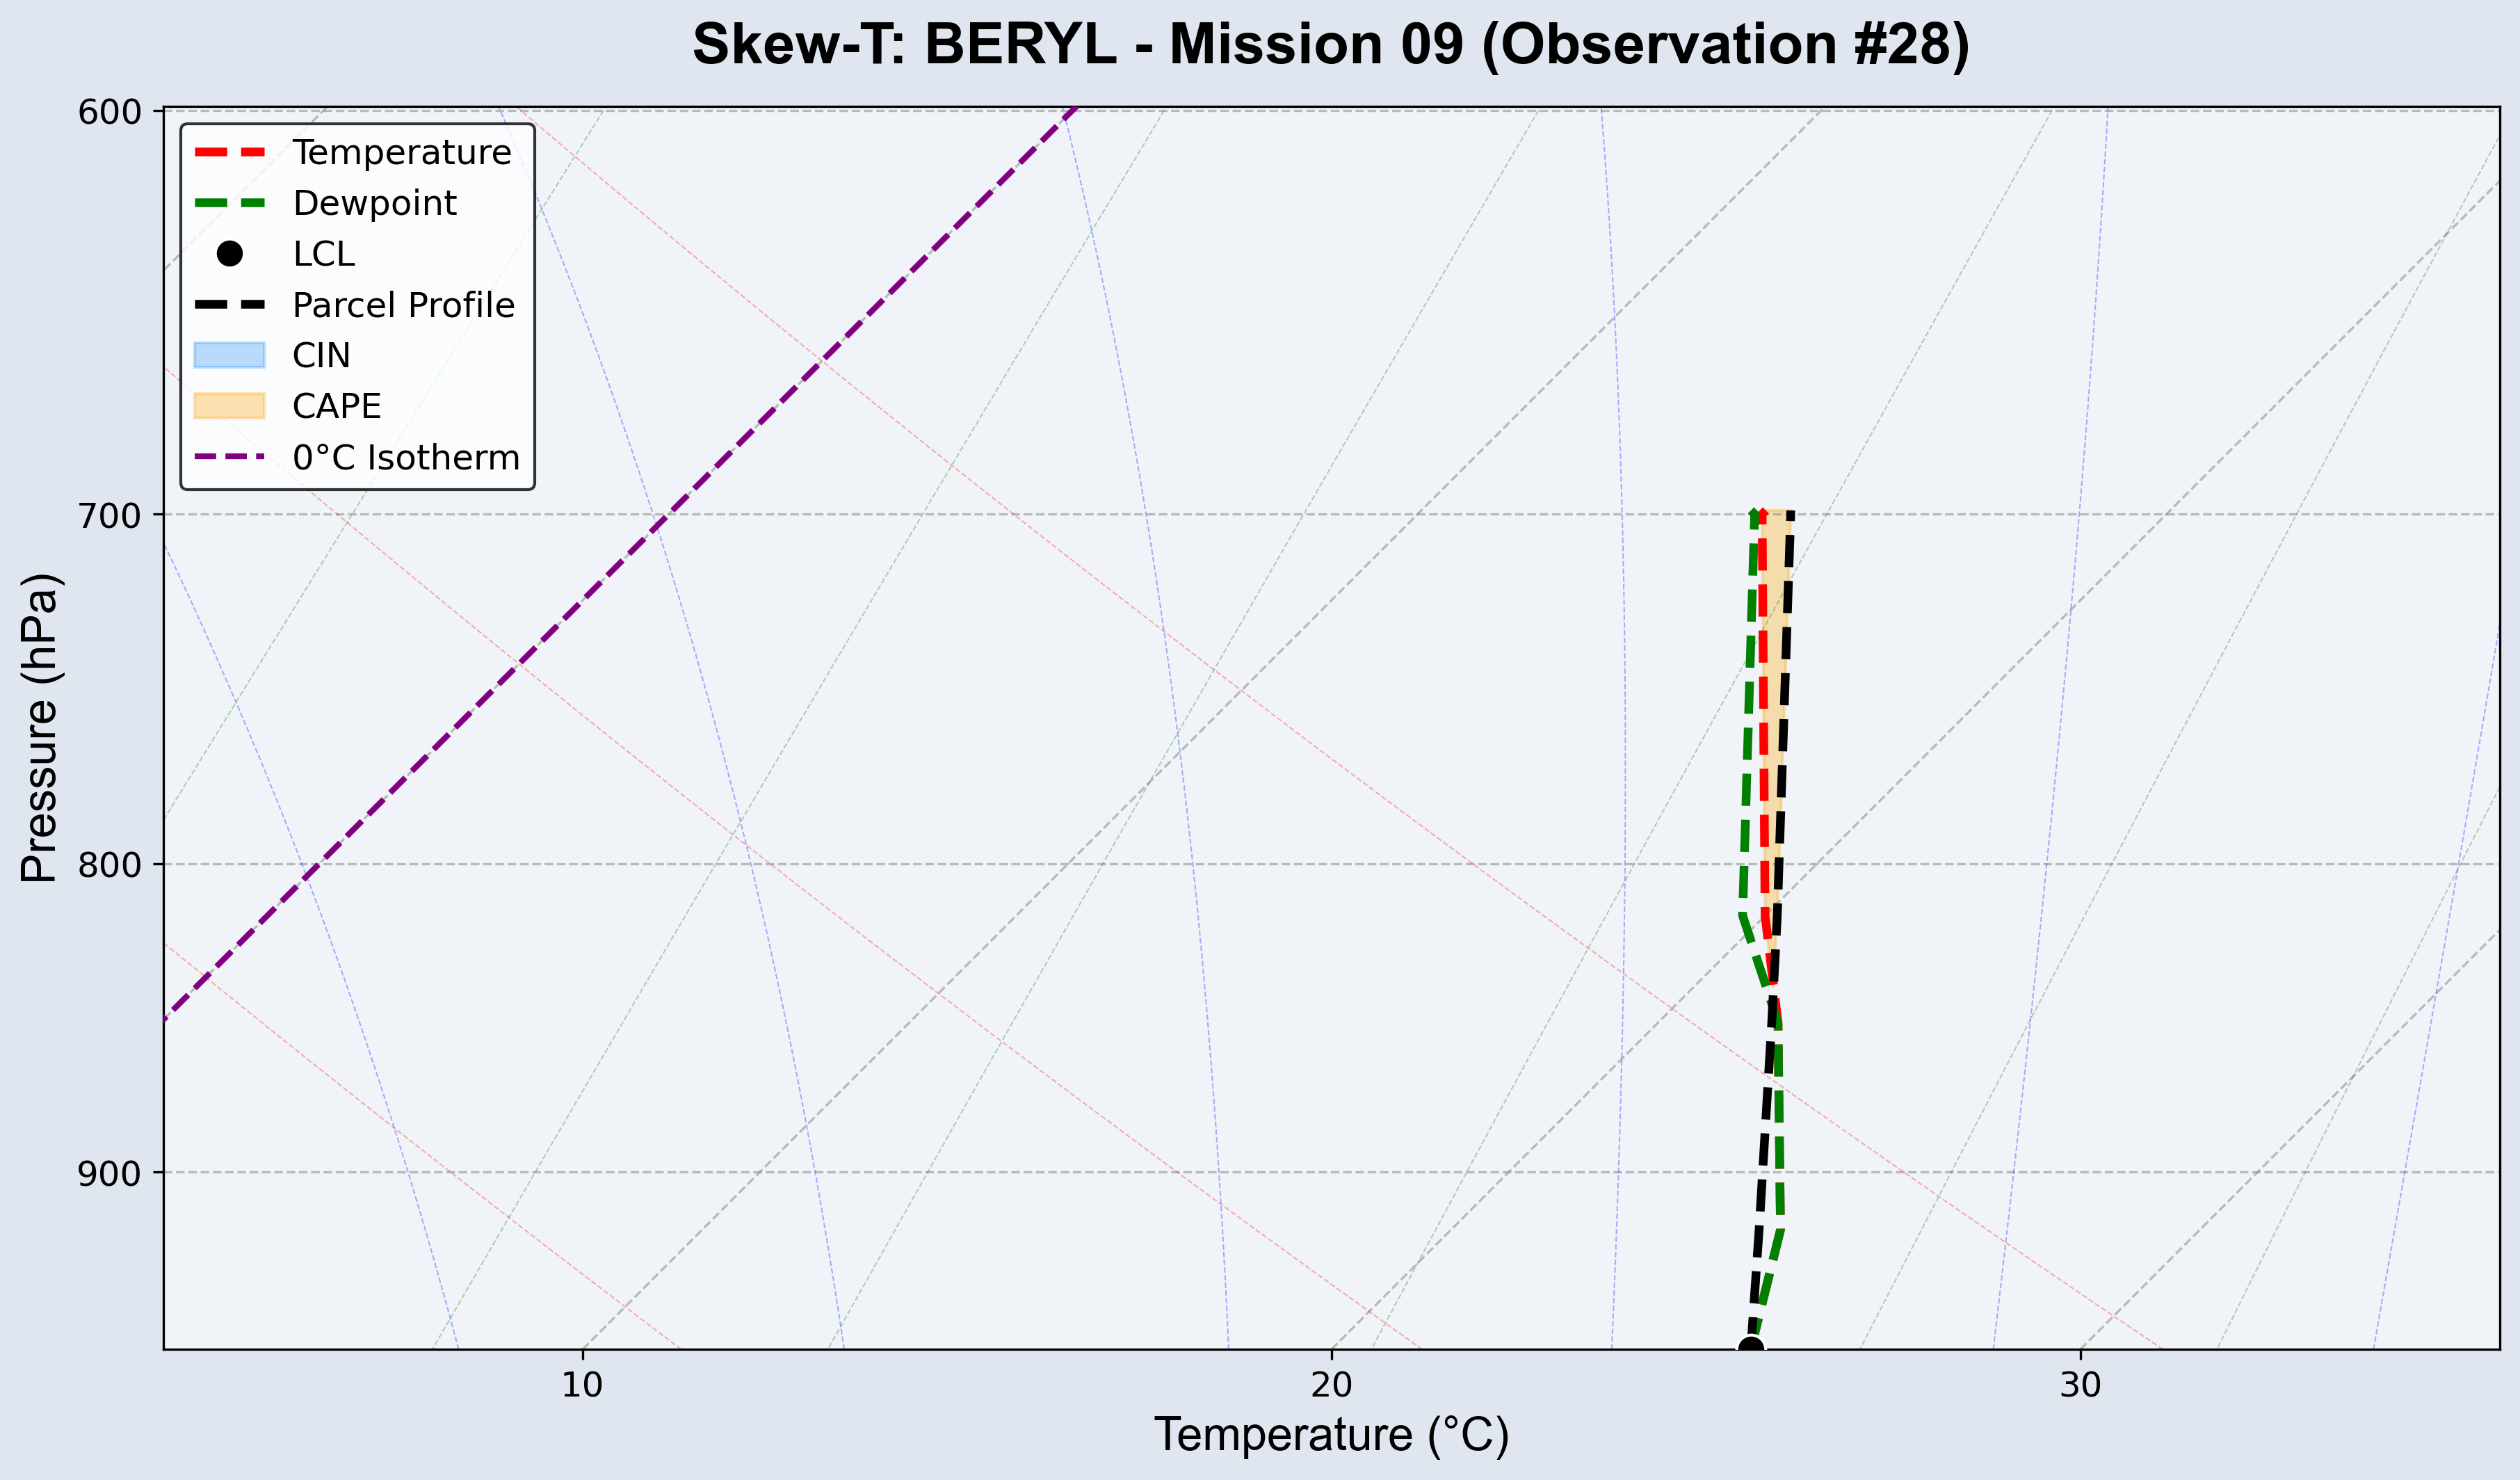 Skew-T: BERYL - Mission 09 (Observation #28)
600
700
800
900
Pressure (hPa)
Temperature
Dewpoint
LCL
Parcel Profile
CIN
CAPE
0°C Isotherm
10
20
30
Temperature (°C)